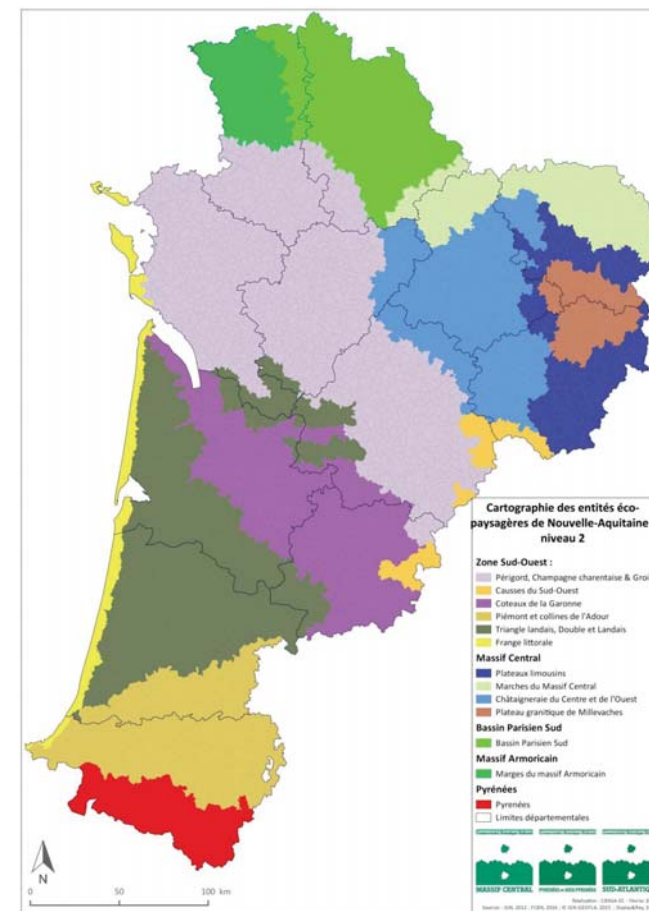 Cartographie des entités éco-
paysagères de Nouvelle-Aquitaine
niveau 2
Zone Sud-Ouest :
Périgord, Champagne charentaise & Groi
Causses du Sud-Ouest
Coteaux de la Garonne
Piémont et collines de l'Adour
Triangle landais, Double et Landais
Frange littorale
Massif Central
Plateaux limousins
Marches du Massif Central
Châtaigneraie du Centre et de l'Ouest
Plateau granitique de Millevaches
Bassin Parisien Sud
Bassin Parisien Sud
Massif Armoricain
Marges du massif Armoricain
Pyrénées
Pyrenées
Limites départementales
MASSIF CENTRAL
SUD-ATLANTIQ
N
0 50 100 km